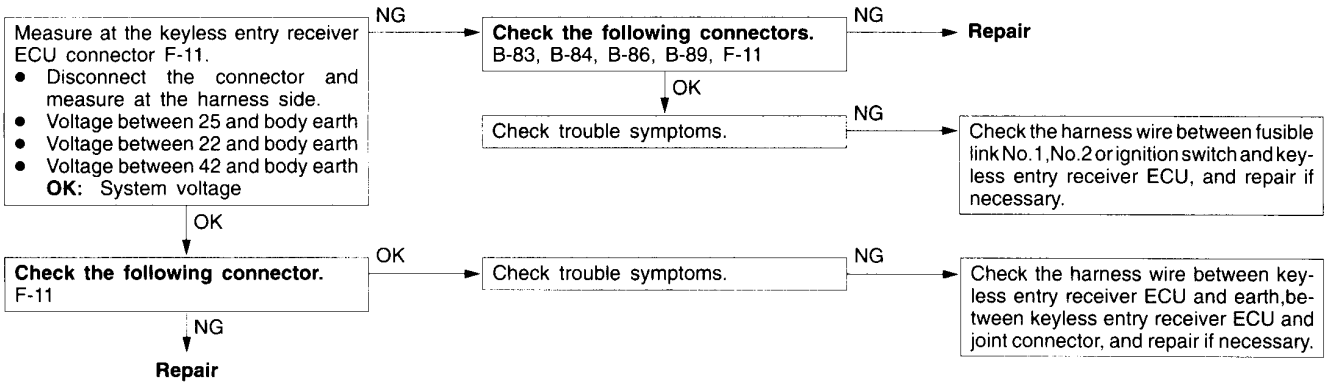 Measure at the keyless entry receiver
ECU connector F-11.
● Disconnect the connector and
measure at the harness side.
● Voltage between 25 and body earth
● Voltage between 22 and body earth
● Voltage between 42 and body earth
OK: System voltage
NG
Check the following connectors.
B-83, B-84, B-86, B-89, F-11
NG
Repair
OK
Check trouble symptoms.
NG
Check the harness wire between fusible
link No.1, No.2 or ignition switch and key-
less entry receiver ECU, and repair if
necessary.
OK
Check the following connector.
F-11
OK
Check trouble symptoms.
NG
Check the harness wire between key-
less entry receiver ECU and earth,be-
tween keyless entry receiver ECU and
joint connector, and repair if necessary.
NG
Repair